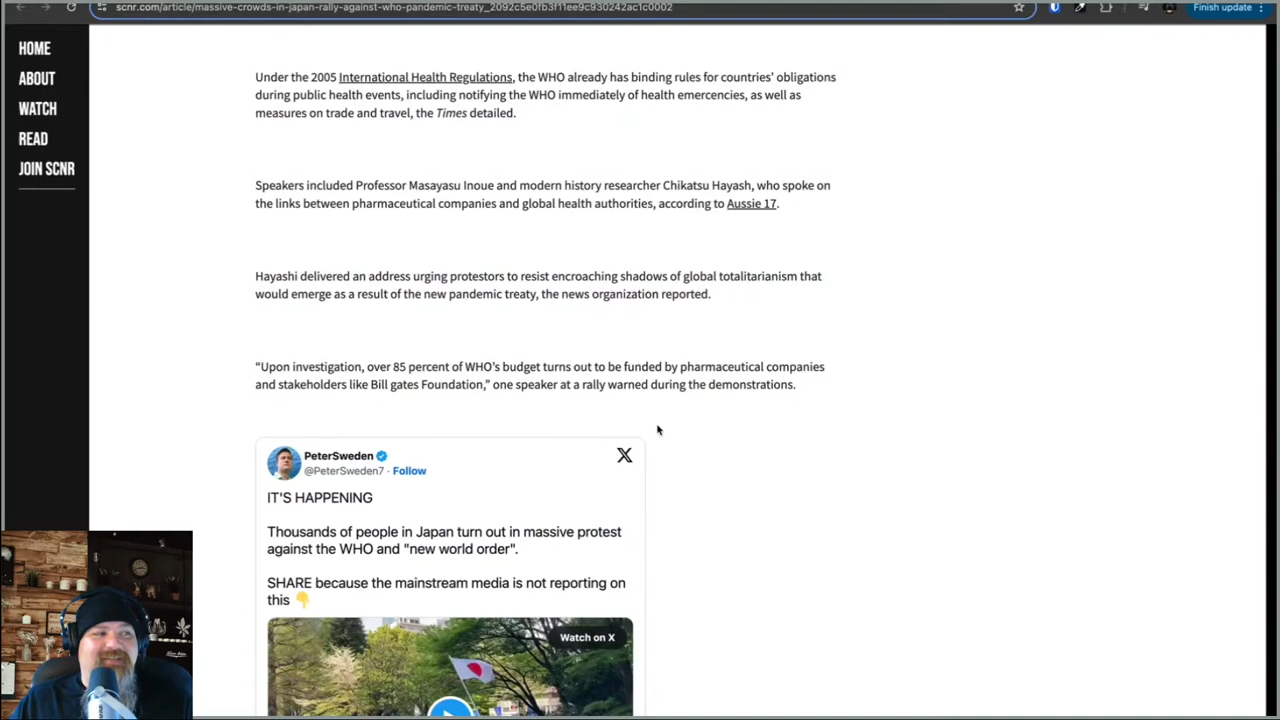 scnr.com/article/massive-crowds-in-japan-rally-against-who-pandemic-treaty_2092c5e0fb3f11ee9c930242ac1c0002
Finish update
HOME
ABOUT
WATCH
READ
JOIN SCNR
Under the 2005 International Health Regulations, the WHO already has binding rules for countries' obligations
during public health events, including notifying the WHO immediately of health emercencies, as well as
measures on trade and travel, the Times detailed.
Speakers included Professor Masayasu Inoue and modern history researcher Chikatsu Hayash, who spoke on
the links between pharmaceutical companies and global health authorities, according to Aussie 17.
Hayashi delivered an address urging protestors to resist encroaching shadows of global totalitarianism that
would emerge as a result of the new pandemic treaty, the news organization reported.
“Upon investigation, over 85 percent of WHO’s budget turns out to be funded by pharmaceutical companies
and stakeholders like Bill gates Foundation,” one speaker at a rally warned during the demonstrations.
PeterSweden
@PeterSweden7 · Follow
IT'S HAPPENING
Thousands of people in Japan turn out in massive protest
against the WHO and "new world order".
SHARE because the mainstream media is not reporting on
this 👇
Watch on X